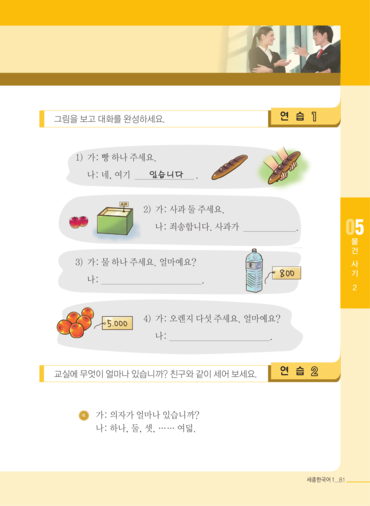 그림을 보고 대화를 완성하세요.
연 습 1
1) 가: 빵 하나 주세요.
나: 네, 여기 있습니다.
2) 가: 사과 둘 주세요.
나: 죄송합니다. 사과가 ____________.
3) 가: 물 하나 주세요. 얼마예요?
나: ____________.
800
5.000
4) 가: 오렌지 다섯 주세요. 얼마예요?
나: ____________.
05
물건 사기 2
교실에 무엇이 얼마나 있습니까? 친구와 같이 세어 보세요.
연 습 2
가: 의자가 얼마나 있습니까?
나: 하나, 둘, 셋, …… 여덟.
세종한국어 1_81